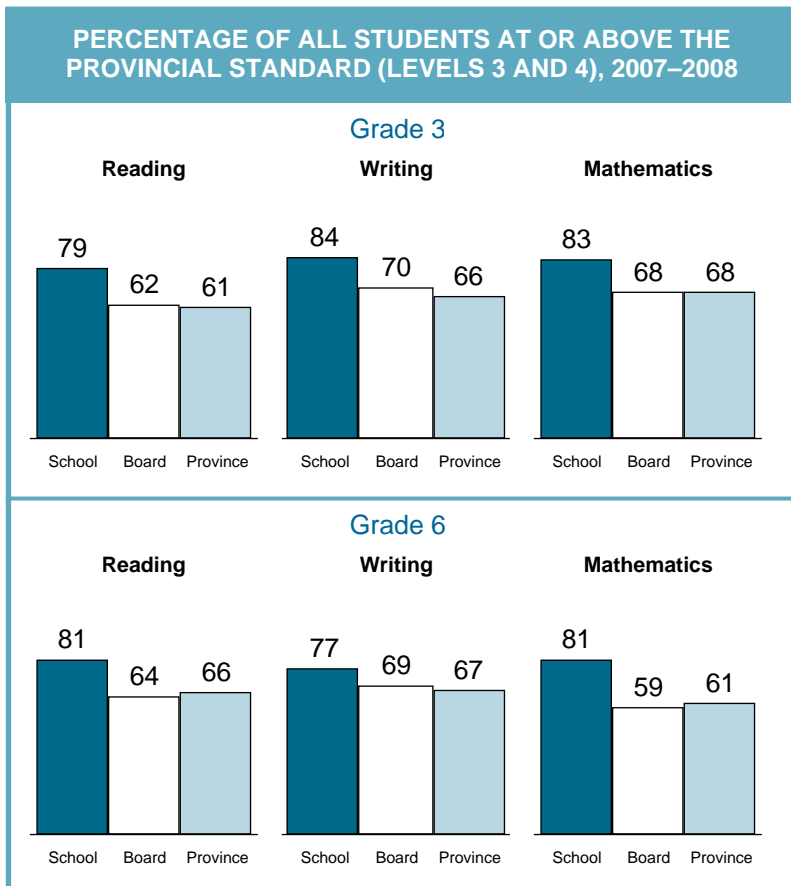 PERCENTAGE OF ALL STUDENTS AT OR ABOVE THE
PROVINCIAL STANDARD (LEVELS 3 AND 4), 2007–2008
Grade 3
Reading Writing Mathematics
79 62 61 84 70 66 83 68 68
School Board Province School Board Province School Board Province
Grade 6
Reading Writing Mathematics
81 64 66 77 69 67 81 59 61
School Board Province School Board Province School Board Province